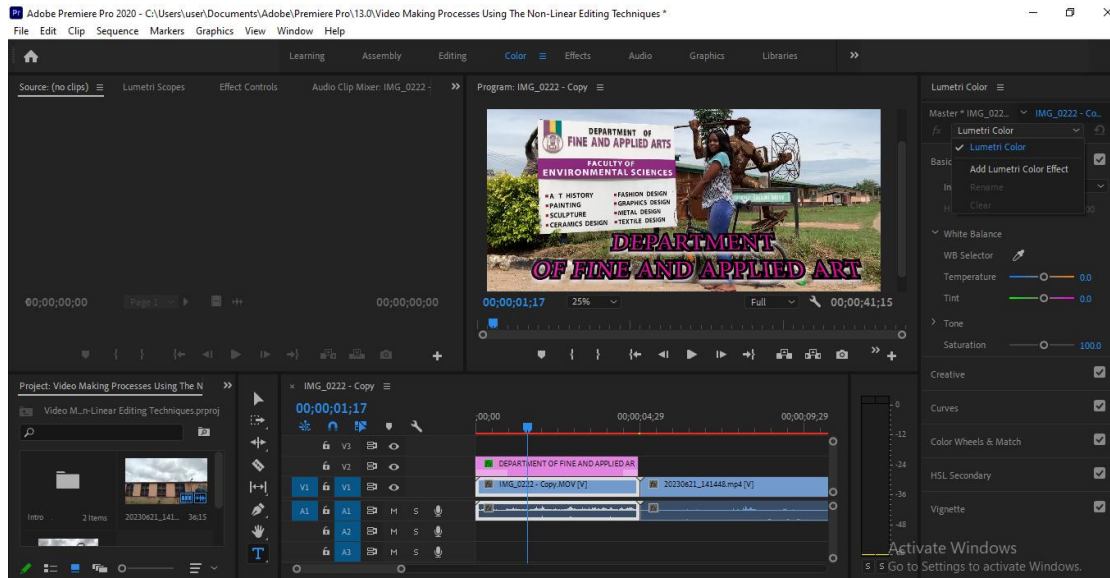 Adobe Premiere Pro 2020 - C:\Users\user\Documents\Adobe\Premiere Pro\13.0\Video Making Processes Using The Non-Linear Editing Techniques *
File Edit Clip Sequence Markers Graphics View Window Help
Learning Assembly Editing Color Effects Audio Graphics Libraries
Source: (no clips) Lumetri Scopes Effect Controls Audio Clip Mixer: IMG_0222 -
Program: IMG_0222 - Copy
Lumetri Color
Master * IMG_022... IMG_0222 - Co...
fx Lumetri Color
Lumetri Color
Add Lumetri Color Effect
Rename
Clear
Basic
White Balance
WB Selector
Temperature 0.0
Tint 0.0
Tone
Saturation 100.0
Creative
Curves
Color Wheels & Match
HSL Secondary
Vignette
DEPARTMENT OF
FINE AND APPLIED ARTS
FACULTY OF
ENVIRONMENTAL SCIENCES
A T HISTORY FASHION DESIGN
PAINTING GRAPHICS DESIGN
SCULPTURE METAL DESIGN
CERAMICS DESIGN TEXTILE DESIGN
DEPARTMENT
OF FINE AND APPLIED ART
00;00;00;00 Page 1 00;00;00;00
00;00;01;17 25% Full 00;00;41;15
Project: Video Making Processes Using The N
Video M...n-Linear Editing Techniques.prproj
Intro 2 Items
20230621_141... 36;15
IMG_0222 - Copy
00;00;01;17
;00;00 00;00;04;29 00;00;09;29
V3
V2
V1 V1
A1 A1 M S
A2 M S
A3 M S
DEPARTMENT OF FINE AND APPLIED AR
IMG_0222 - Copy.MOV [V] 20230621_141448.mp4 [V]
0
-12
-24
-36
-48
S S
Activate Windows
Go to Settings to activate Windows.